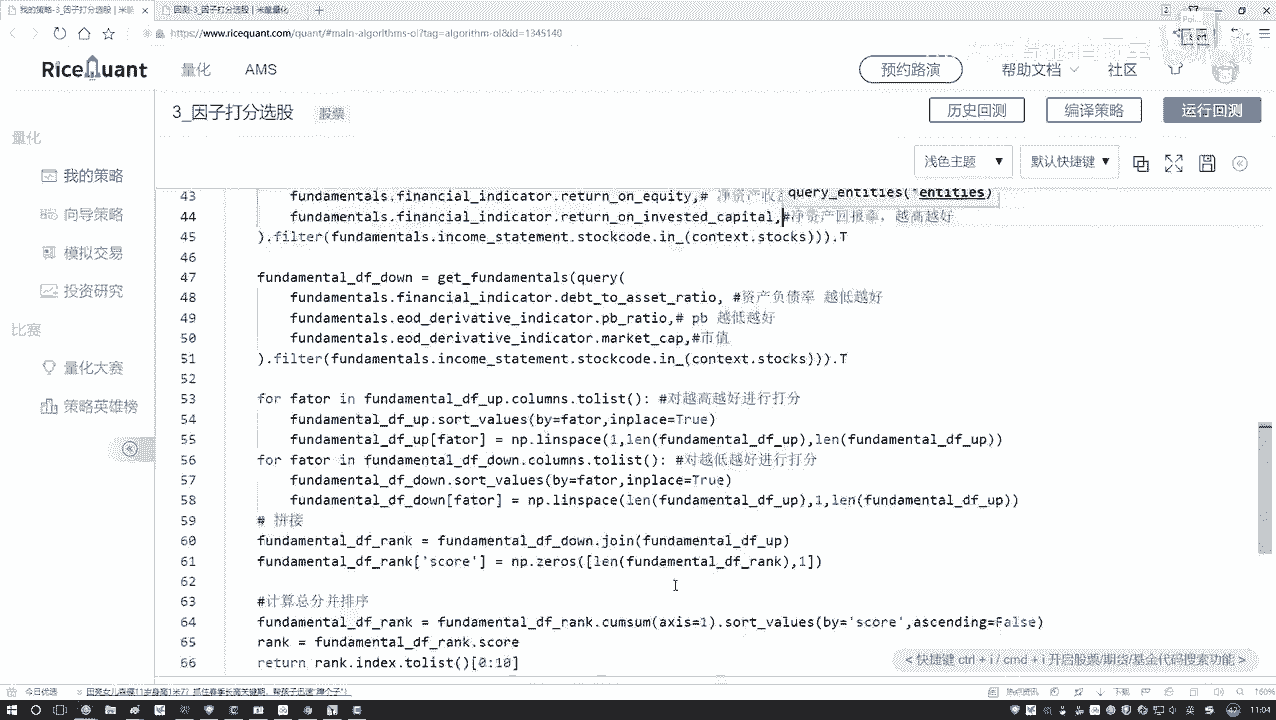 我的策略-3_因子打分选股 | 米
回测-3_因子打分选股 | 米筐量化
https://www.ricequant.com/quant/#main-algorithms-ol?tag=algorithm-ol&id=1345140
RiceQuant 量化 AMS 预约路演 帮助文档 社区
3_因子打分选股 股票 历史回测 编译策略 运行回测
浅色主题 默认快捷键
量化
我的策略
向导策略
模拟交易
投资研究
比赛
量化大赛
策略英雄榜
query_entities(*entities)
43 fundamentals.financial_indicator.return_on_equity,# 净资产收
44 fundamentals.financial_indicator.return_on_invested_capital,#净资产回报率，越高越好
45 ).filter(fundamentals.income_statement.stockcode.in_(context.stocks))).T
46
47 fundamental_df_down = get_fundamentals(query(
48 fundamentals.financial_indicator.debt_to_asset_ratio, #资产负债率 越低越好
49 fundamentals.eod_derivative_indicator.pb_ratio,# pb 越低越好
50 fundamentals.eod_derivative_indicator.market_cap,#市值
51 ).filter(fundamentals.income_statement.stockcode.in_(context.stocks))).T
52
53 for fator in fundamental_df_up.columns.tolist(): #对越高越好进行打分
54 fundamental_df_up.sort_values(by=fator,inplace=True)
55 fundamental_df_up[fator] = np.linspace(1,len(fundamental_df_up),len(fundamental_df_up))
56 for fator in fundamental_df_down.columns.tolist(): #对越低越好进行打分
57 fundamental_df_down.sort_values(by=fator,inplace=True)
58 fundamental_df_down[fator] = np.linspace(len(fundamental_df_up),1,len(fundamental_df_up))
59 # 拼接
60 fundamental_df_rank = fundamental_df_down.join(fundamental_df_up)
61 fundamental_df_rank['score'] = np.zeros([len(fundamental_df_rank),1])
62
63 #计算总分并排序
64 fundamental_df_rank = fundamental_df_rank.cumsum(axis=1).sort_values(by='score',ascending=False)
65 rank = fundamental_df_rank.score
66 return rank.index.tolist()[0:10]
< 快捷键 ctrl + i / cmd + i 开启股票/期货/基金代码搜索功能 >
今日优选
下载
160%
英
11:04